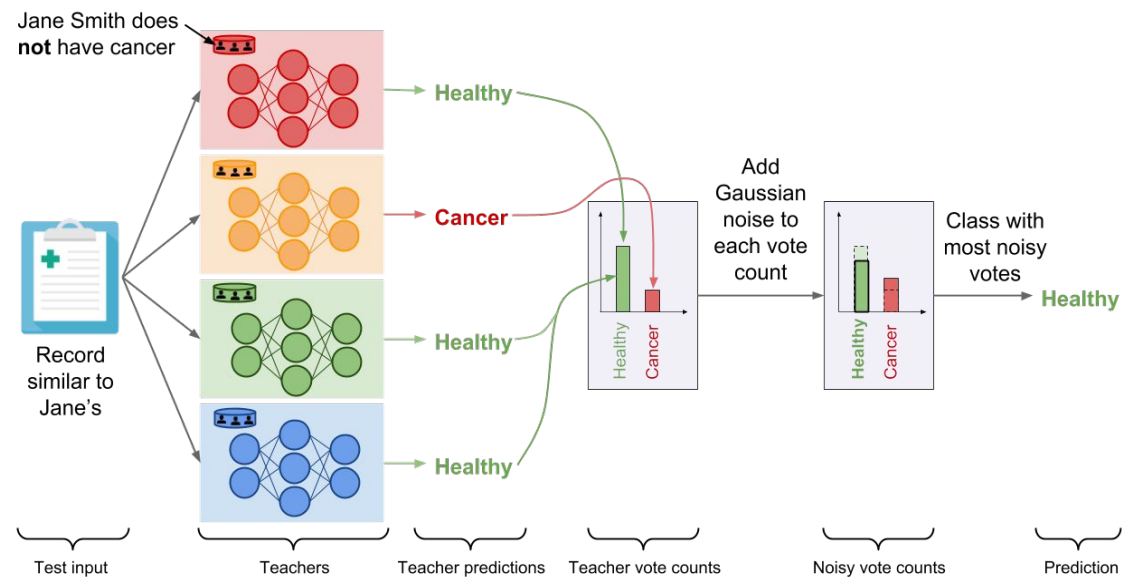 Jane Smith does
not have cancer
Healthy
Cancer
Healthy
Healthy
Record
similar to
Jane's
Healthy
Cancer
Add
Gaussian
noise to
each vote
count
Healthy
Cancer
Class with
most noisy
votes
Healthy
Test input
Teachers
Teacher predictions
Teacher vote counts
Noisy vote counts
Prediction